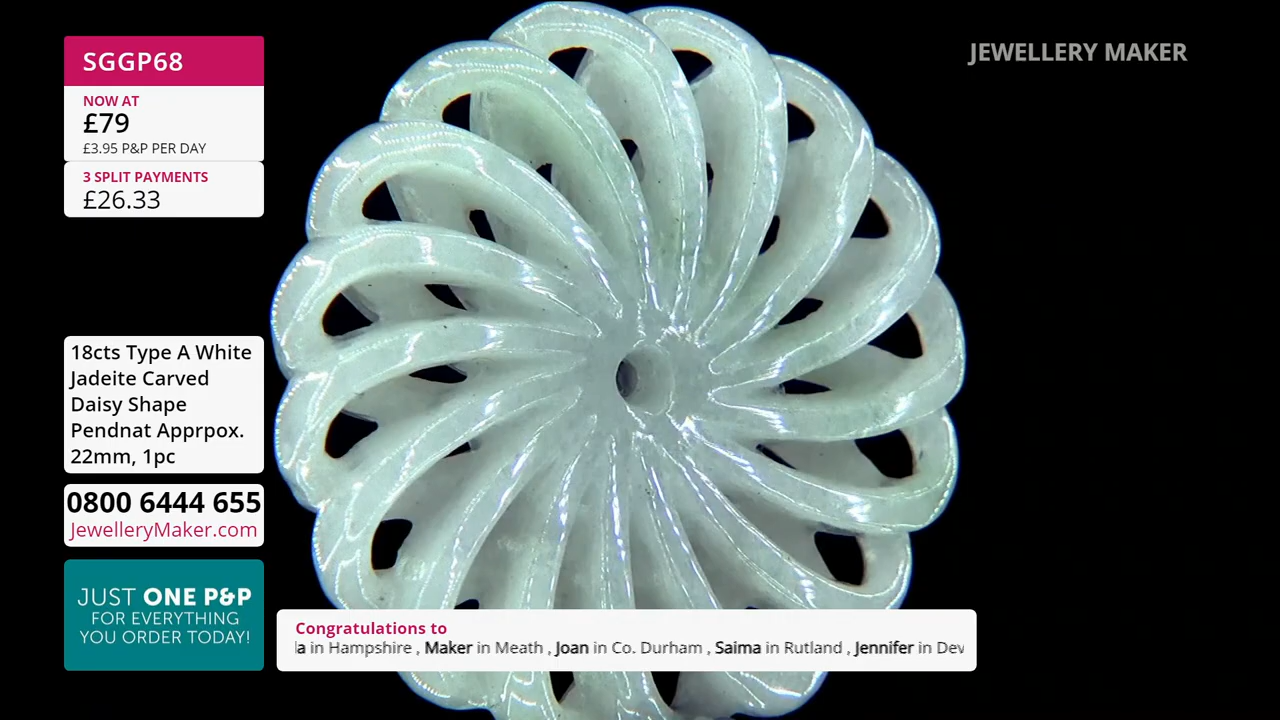 SGGP68
NOW AT
£79
£3.95 P&P PER DAY
3 SPLIT PAYMENTS
£26.33
18cts Type A White
Jadeite Carved
Daisy Shape
Pendnat Apprpox.
22mm, 1pc
0800 6444 655
JewelleryMaker.com
JUST ONE P&P
FOR EVERYTHING
YOU ORDER TODAY!
JEWELLERY MAKER
Congratulations to
in Hampshire , Maker in Meath , Joan in Co. Durham , Saima in Rutland , Jennifer in